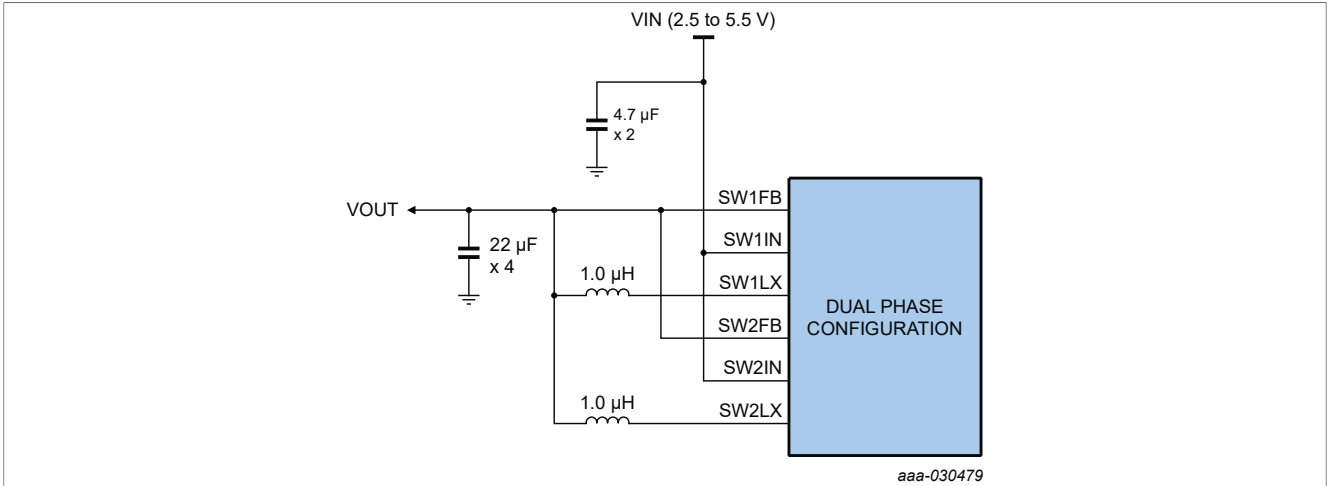 VIN (2.5 to 5.5 V)
4.7 µF
x 2
SW1FB
VOUT
SW1IN
22 µF
x 4
1.0 µH
SW1LX
DUAL PHASE
CONFIGURATION
SW2FB
SW2IN
1.0 µH
SW2LX
aaa-030479